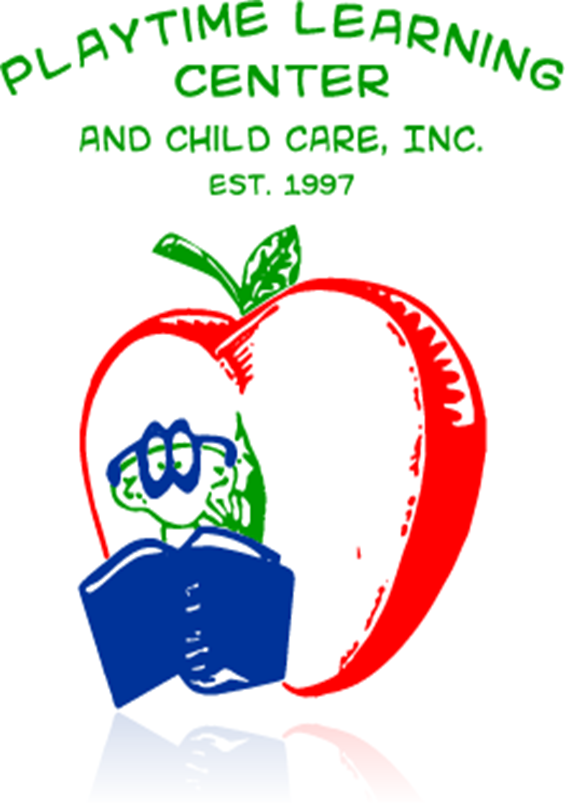 PLAYTIME LEARNING
CENTER
AND CHILD CARE, INC.
EST. 1997